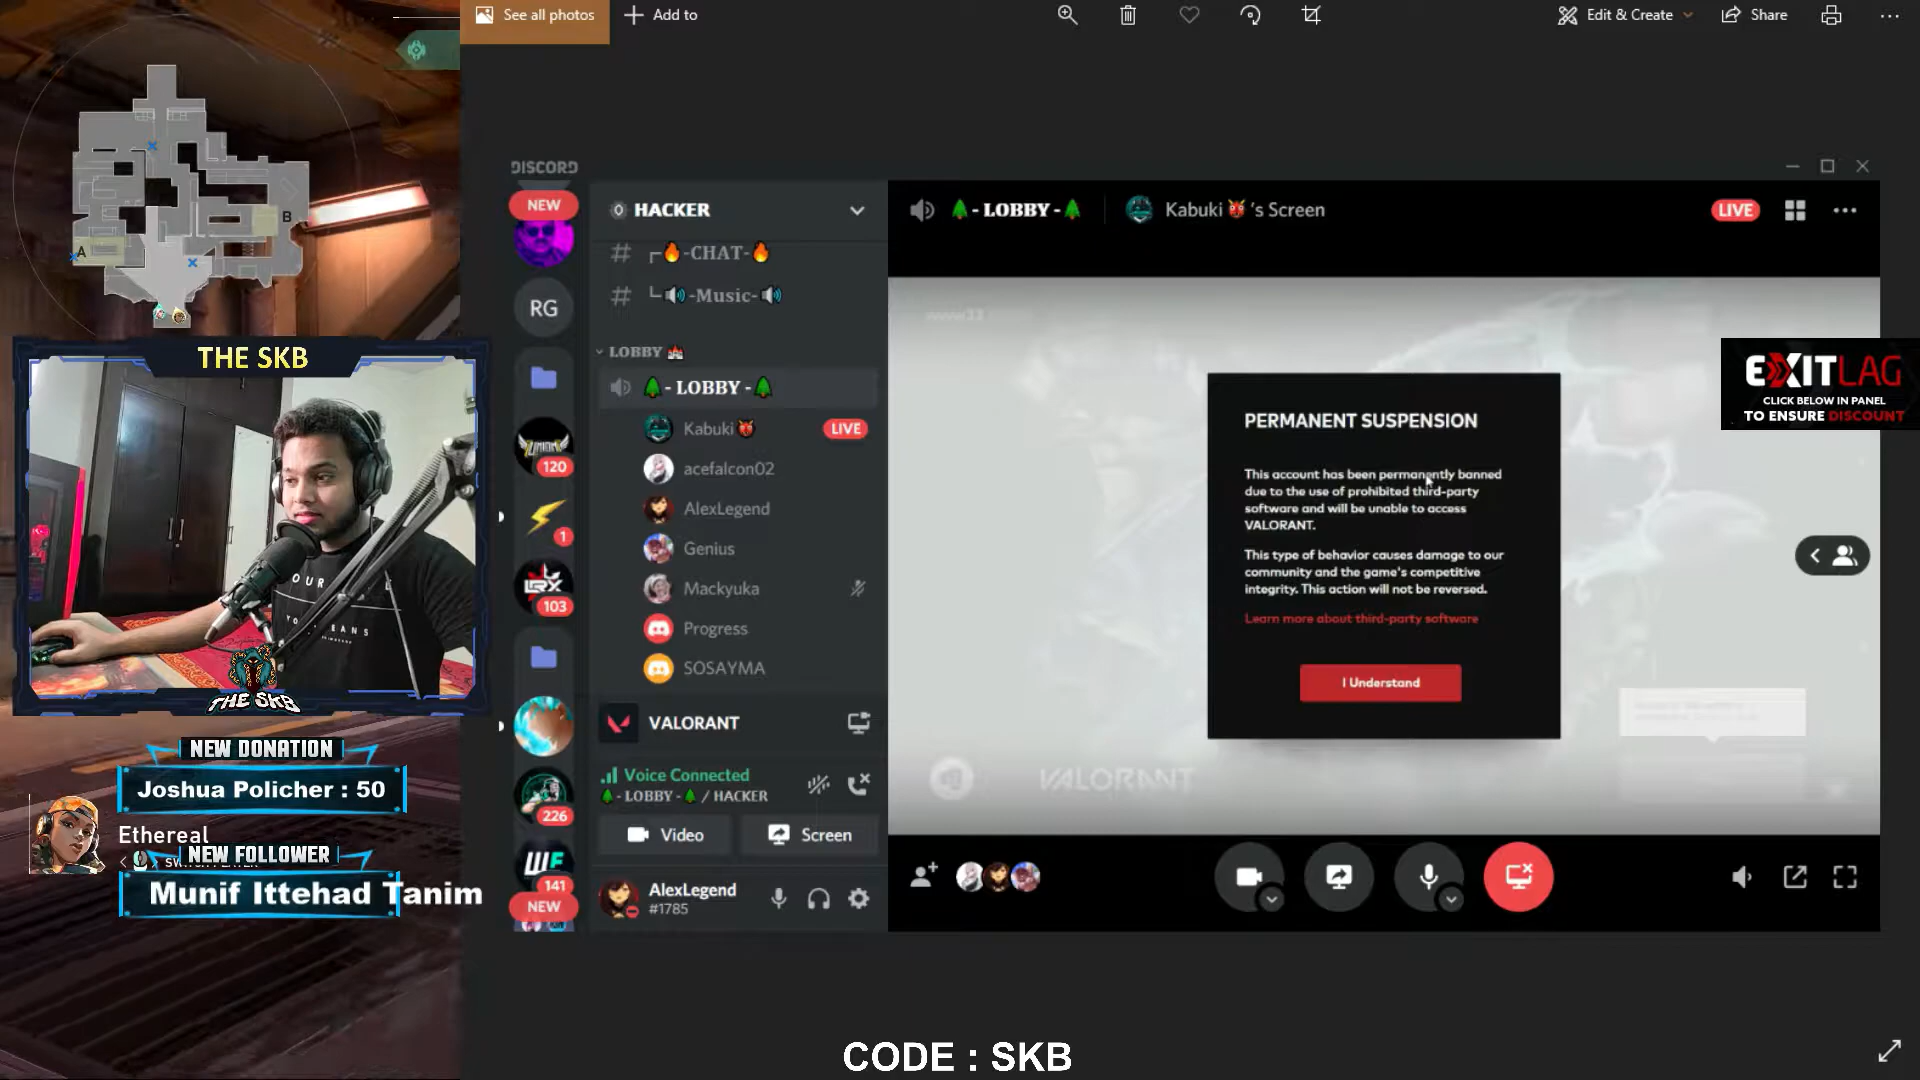 See all photos
Add to
Edit & Create
Share
A
B
THE SKB
OUR
THE SKB
NEW DONATION
Joshua Policher : 50
Ethereal
NEW FOLLOWER
Munif Ittehad Tanim
DISCORD
NEW
RG
120
1
103
226
WF
141
NEW
HACKER
-CHAT-
-Music-
LOBBY
- LOBBY -
Kabuki
LIVE
acefalcon02
AlexLegend
Genius
Mackyuka
Progress
SOSAYMA
VALORANT
Voice Connected
- LOBBY - / HACKER
Video
Screen
AlexLegend
#1785
- LOBBY -
Kabuki 's Screen
LIVE
PERMANENT SUSPENSION
This account has been permanently banned
due to the use of prohibited third-party
software and will be unable to access
VALORANT.
This type of behavior causes damage to our
community and the game's competitive
integrity. This action will not be reversed.
Learn more about third-party software
I Understand
VALORANT
EXITLAG
CLICK BELOW IN PANEL
TO ENSURE DISCOUNT
CODE : SKB